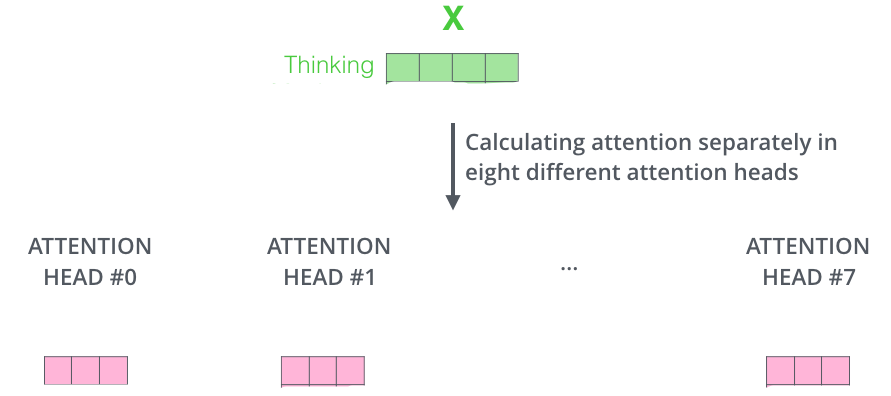 X
Thinking
Calculating attention separately in
eight different attention heads
ATTENTION
HEAD #0
ATTENTION
HEAD #1
...
ATTENTION
HEAD #7